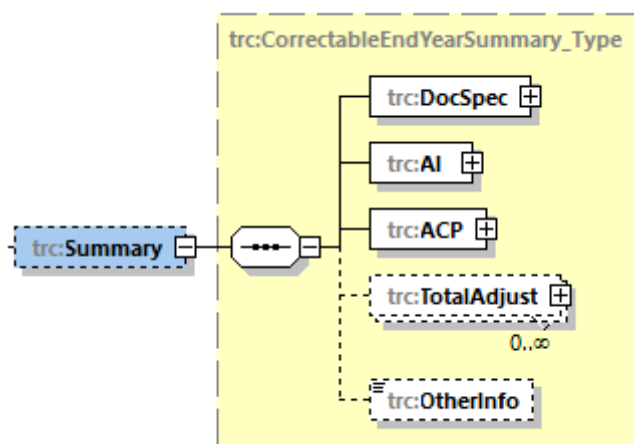 trc:CorrectableEndYearSummary_Type
trc:DocSpec
trc:AI
trc:Summary
trc:ACP
trc:TotalAdjust
0..∞
trc:OtherInfo